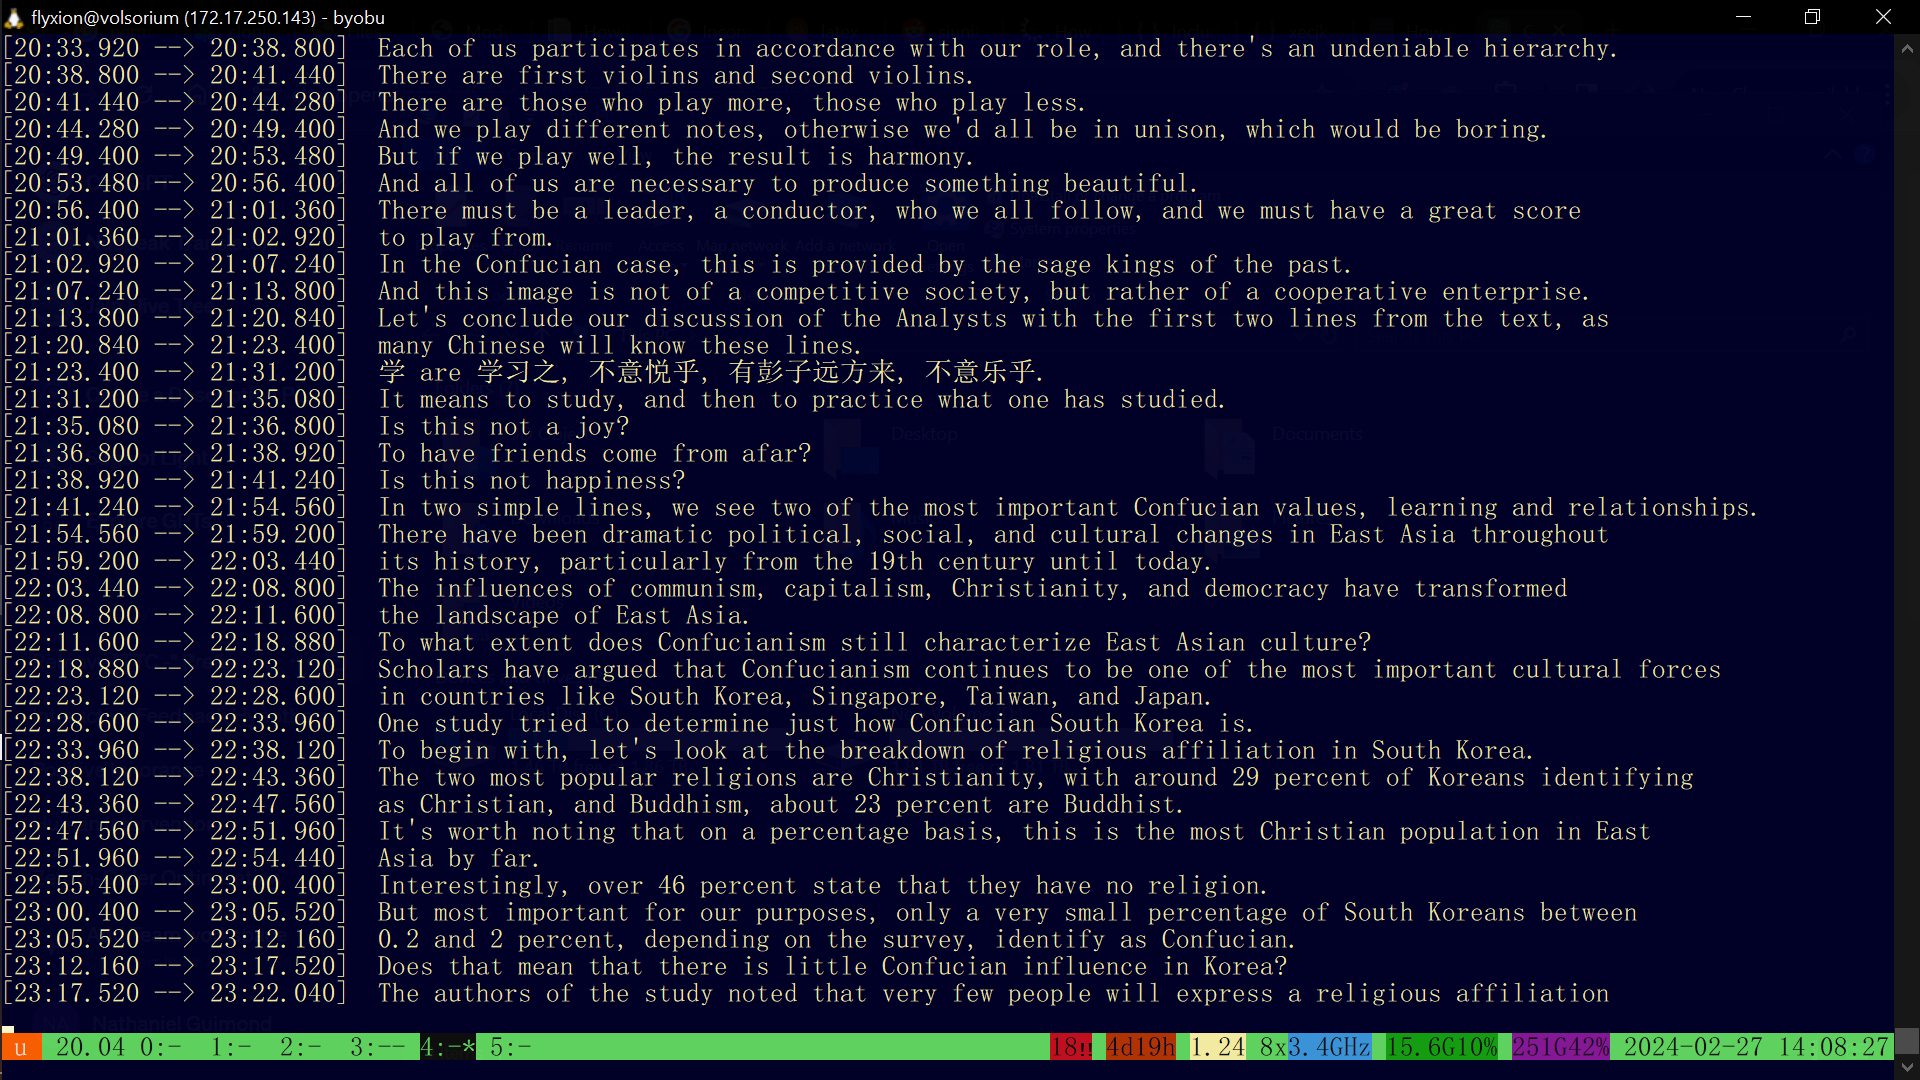 flyxion@volsorium (172.17.250.143) - byobu
[20:33.920 --> 20:38.800]  Each of us participates in accordance with our role, and there's an undeniable hierarchy.
[20:38.800 --> 20:41.440]  There are first violins and second violins.
[20:41.440 --> 20:44.280]  There are those who play more, those who play less.
[20:44.280 --> 20:49.400]  And we play different notes, otherwise we'd all be in unison, which would be boring.
[20:49.400 --> 20:53.480]  But if we play well, the result is harmony.
[20:53.480 --> 20:56.400]  And all of us are necessary to produce something beautiful.
[20:56.400 --> 21:01.360]  There must be a leader, a conductor, who we all follow, and we must have a great score
[21:01.360 --> 21:02.920]  to play from.
[21:02.920 --> 21:07.240]  In the Confucian case, this is provided by the sage kings of the past.
[21:07.240 --> 21:13.800]  And this image is not of a competitive society, but rather of a cooperative enterprise.
[21:13.800 --> 21:20.840]  Let's conclude our discussion of the Analysts with the first two lines from the text, as
[21:20.840 --> 21:23.400]  many Chinese will know these lines.
[21:23.400 --> 21:31.200]  学 are 学习之, 不意悦乎, 有彭子远方来, 不意乐乎.
[21:31.200 --> 21:35.080]  It means to study, and then to practice what one has studied.
[21:35.080 --> 21:36.800]  Is this not a joy?
[21:36.800 --> 21:38.920]  To have friends come from afar?
[21:38.920 --> 21:41.240]  Is this not happiness?
[21:41.240 --> 21:54.560]  In two simple lines, we see two of the most important Confucian values, learning and relationships.
[21:54.560 --> 21:59.200]  There have been dramatic political, social, and cultural changes in East Asia throughout
[21:59.200 --> 22:03.440]  its history, particularly from the 19th century until today.
[22:03.440 --> 22:08.800]  The influences of communism, capitalism, Christianity, and democracy have transformed
[22:08.800 --> 22:11.600]  the landscape of East Asia.
[22:11.600 --> 22:18.880]  To what extent does Confucianism still characterize East Asian culture?
[22:18.880 --> 22:23.120]  Scholars have argued that Confucianism continues to be one of the most important cultural forces
[22:23.120 --> 22:28.600]  in countries like South Korea, Singapore, Taiwan, and Japan.
[22:28.600 --> 22:33.960]  One study tried to determine just how Confucian South Korea is.
[22:33.960 --> 22:38.120]  To begin with, let's look at the breakdown of religious affiliation in South Korea.
[22:38.120 --> 22:43.360]  The two most popular religions are Christianity, with around 29 percent of Koreans identifying
[22:43.360 --> 22:47.560]  as Christian, and Buddhism, about 23 percent are Buddhist.
[22:47.560 --> 22:51.960]  It's worth noting that on a percentage basis, this is the most Christian population in East
[22:51.960 --> 22:54.440]  Asia by far.
[22:55.400 --> 23:00.400]  Interestingly, over 46 percent state that they have no religion.
[23:00.400 --> 23:05.520]  But most important for our purposes, only a very small percentage of South Koreans between
[23:05.520 --> 23:12.160]  0.2 and 2 percent, depending on the survey, identify as Confucian.
[23:12.160 --> 23:17.520]  Does that mean that there is little Confucian influence in Korea?
[23:17.520 --> 23:22.040]  The authors of the study noted that very few people will express a religious affiliation
u 20.04 0:- 1:- 2:- 3:-- 4:-* 5:- 18!! 4d19h 1.24 8x3.4GHz 15.6G10% 251G42% 2024-02-27 14:08:27